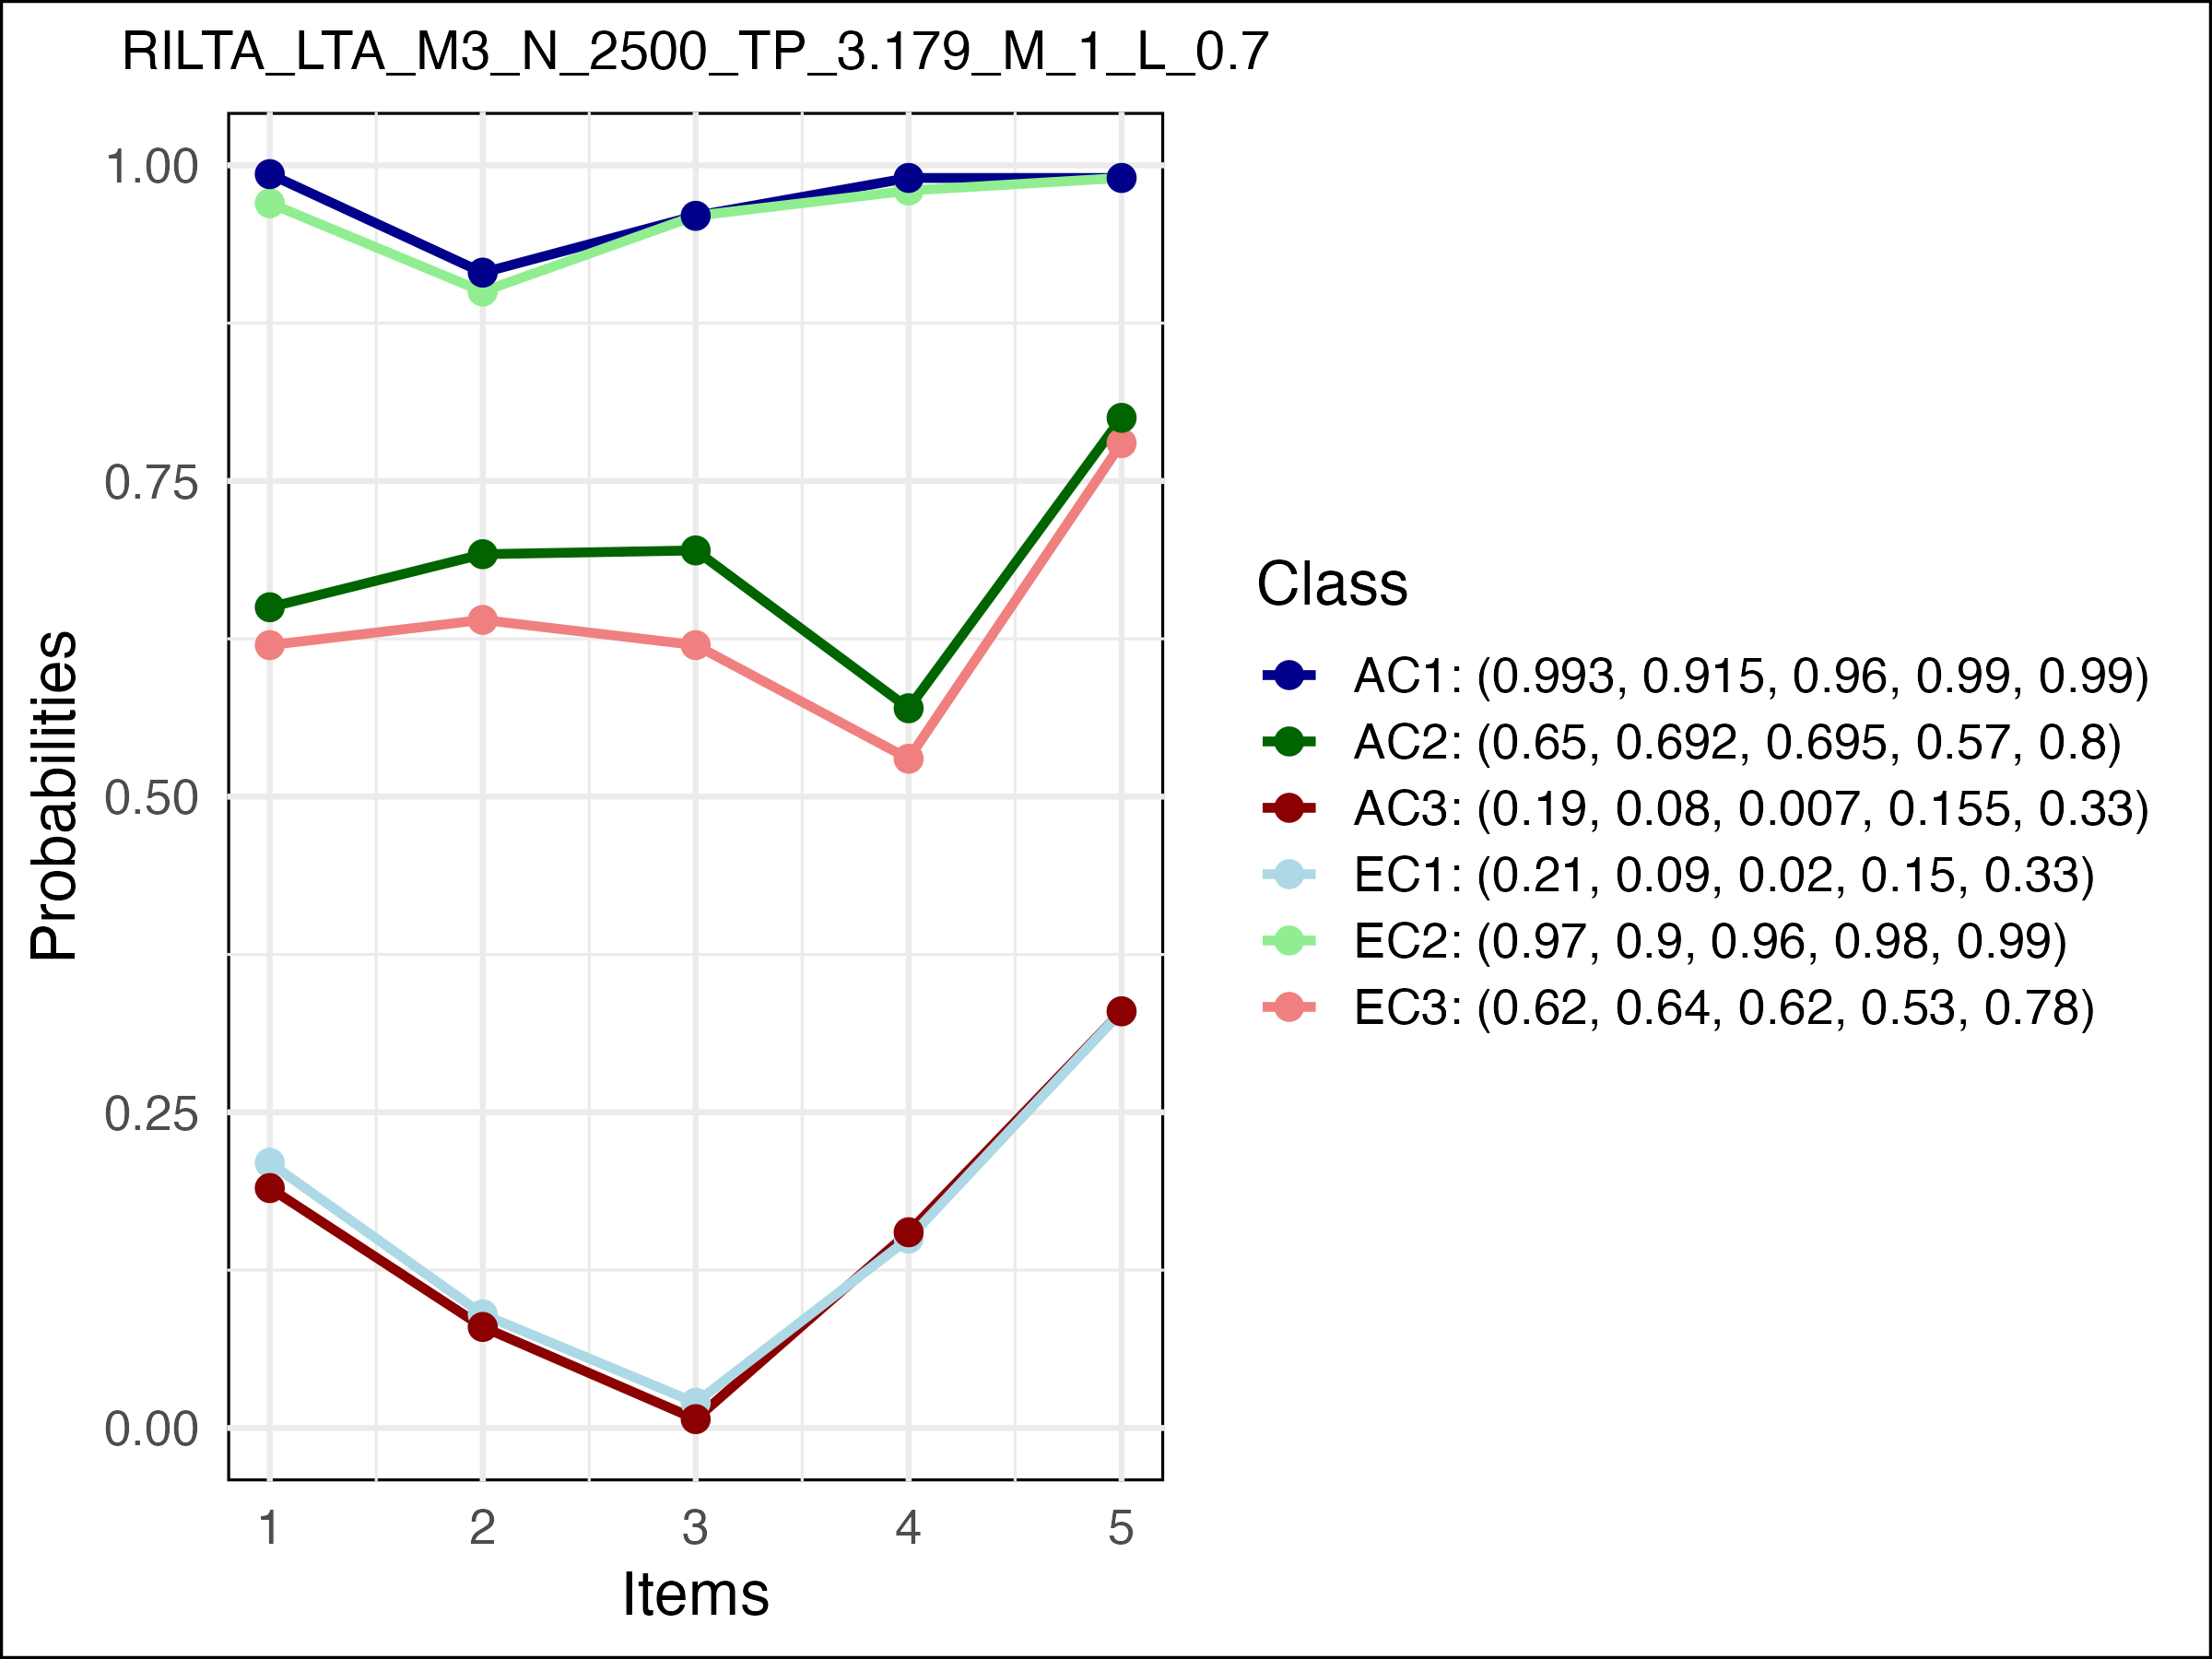 RILTA_LTA_M3_N_2500_TP_3.179_M_1_L_0.7
1.00
0.75
0.50
0.25
0.00
Probabilities
1 2 3 4 5
Items
Class
AC1: (0.993, 0.915, 0.96, 0.99, 0.99)
AC2: (0.65, 0.692, 0.695, 0.57, 0.8)
AC3: (0.19, 0.08, 0.007, 0.155, 0.33)
EC1: (0.21, 0.09, 0.02, 0.15, 0.33)
EC2: (0.97, 0.9, 0.96, 0.98, 0.99)
EC3: (0.62, 0.64, 0.62, 0.53, 0.78)